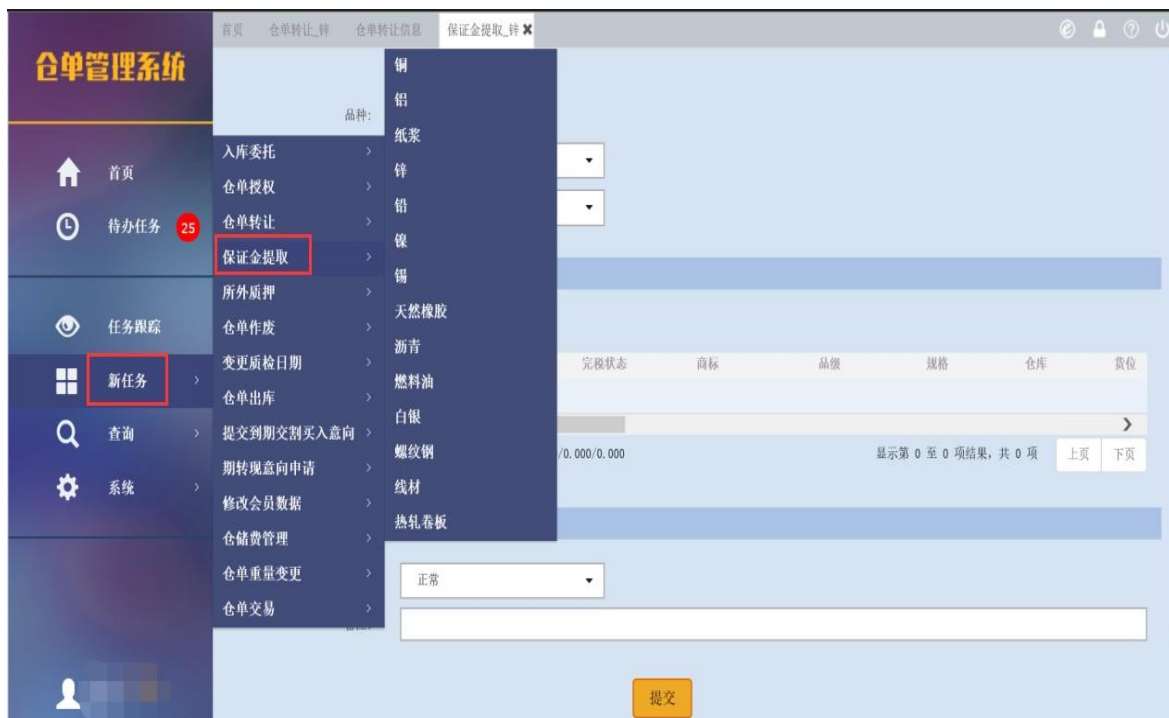 首页 仓单转让_锌 仓单转让信息 保证金提取_锌
仓单管理系统
首页
待办任务 25
任务跟踪
新任务
查询
系统
入库委托
仓单授权
仓单转让
保证金提取
所外质押
仓单作废
变更质检日期
仓单出库
提交到期交割买入意向
期转现意向申请
修改会员数据
仓储费管理
仓单重量变更
仓单交易
铜
铝
纸浆
锌
铅
镍
锡
天然橡胶
沥青
燃料油
白银
螺纹钢
线材
热轧卷板
品种:
完税状态 商标 品级 规格 仓库 货位
/0.000/0.000 显示第 0 至 0 项结果，共 0 项 上页 下页
正常
提交